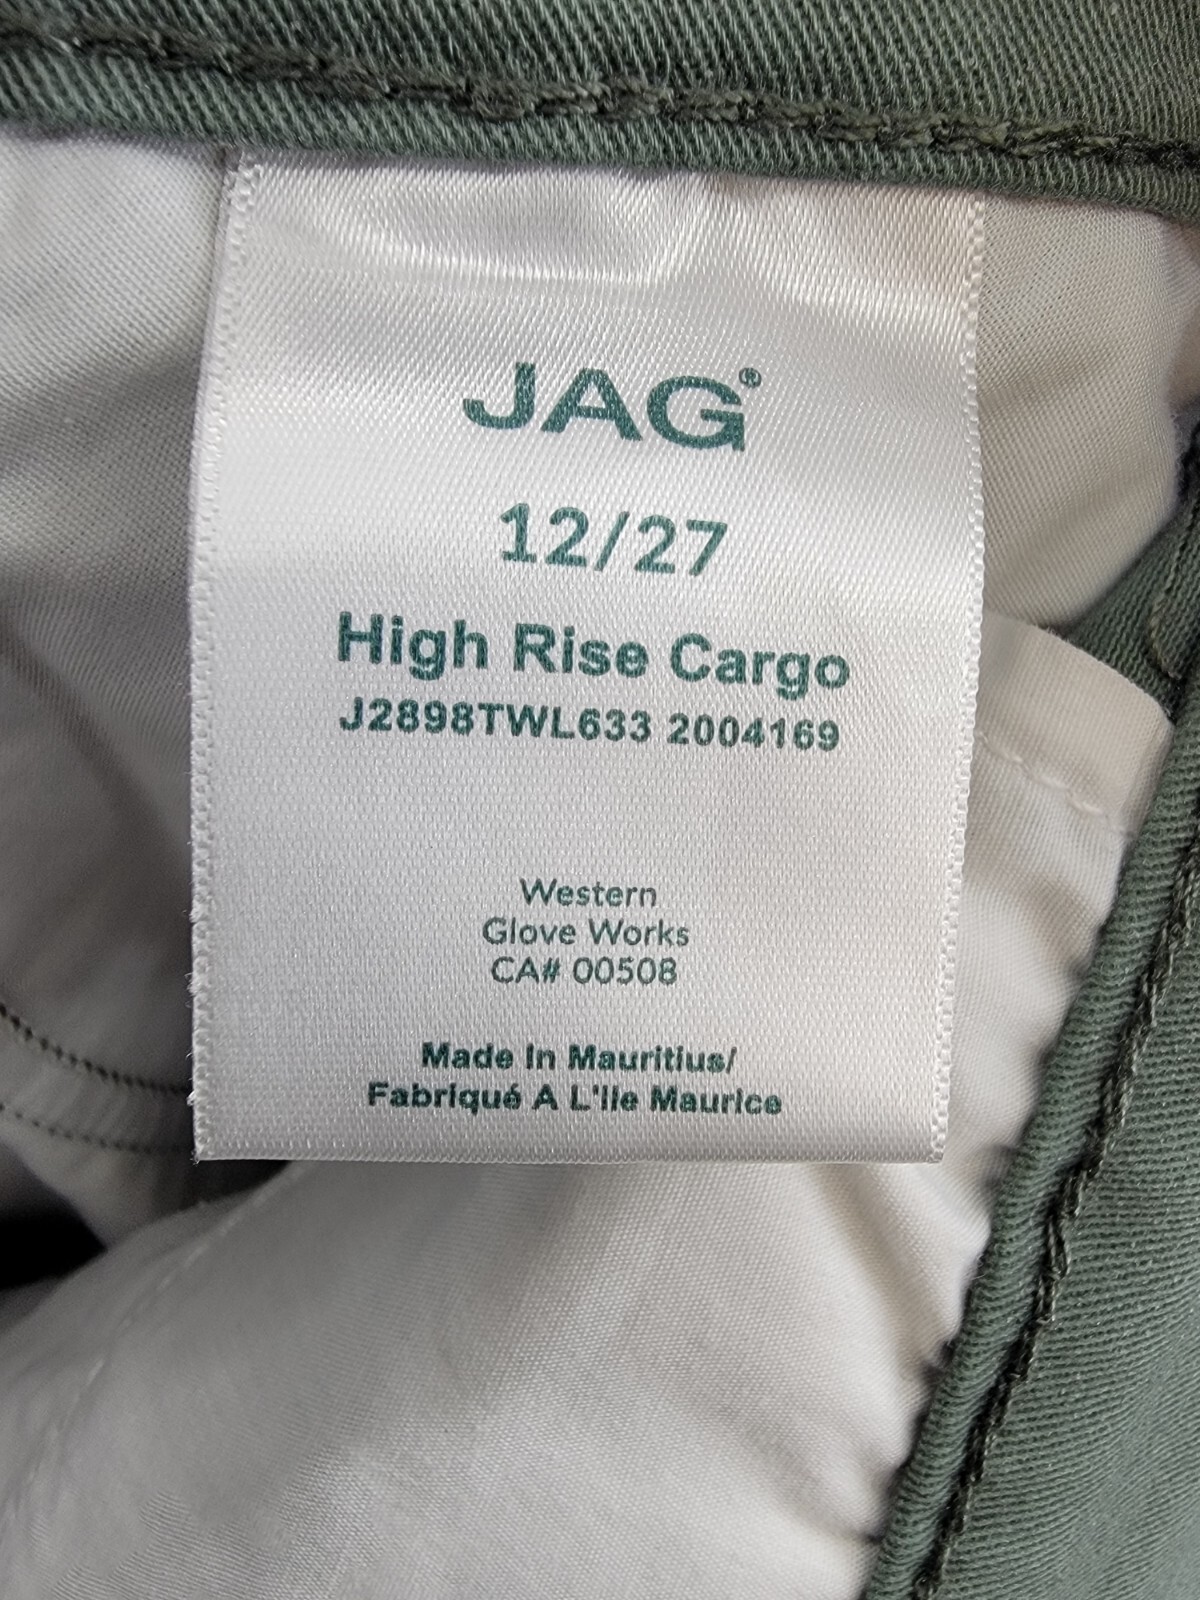 JAG®
12/27
High Rise Cargo
J2898TWL633 2004169
Western
Glove Works
CA# 00508
Made In Mauritius/
Fabriqué A L'Ile Maurice